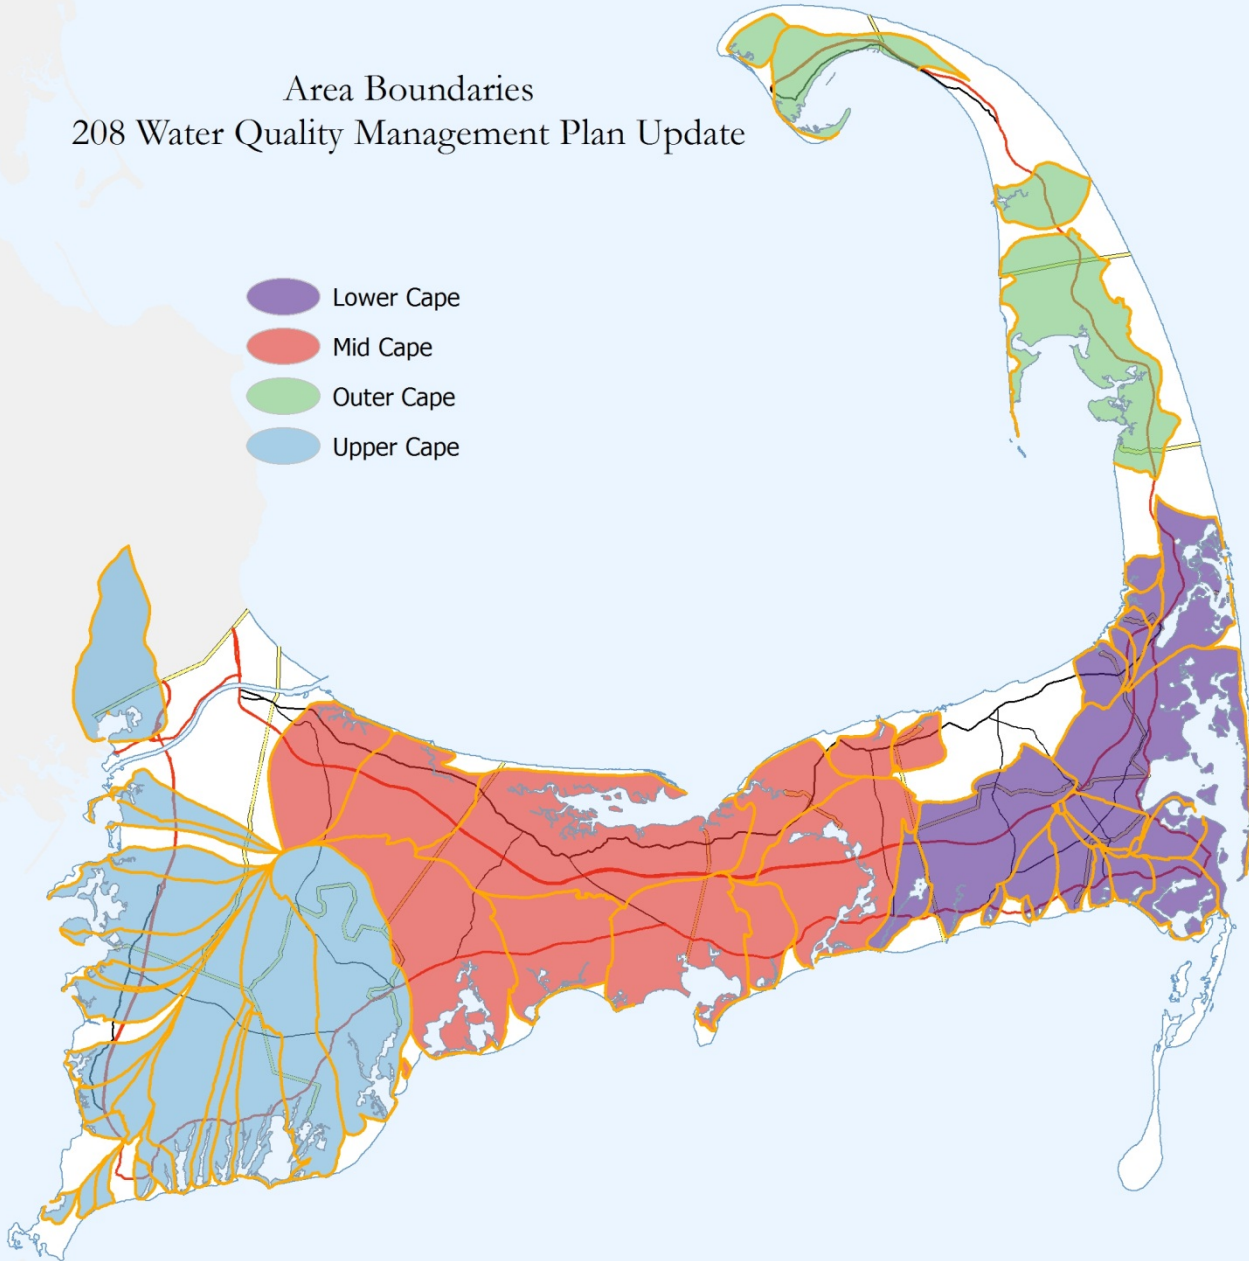 Area Boundaries
208 Water Quality Management Plan Update
Lower Cape
Mid Cape
Outer Cape
Upper Cape